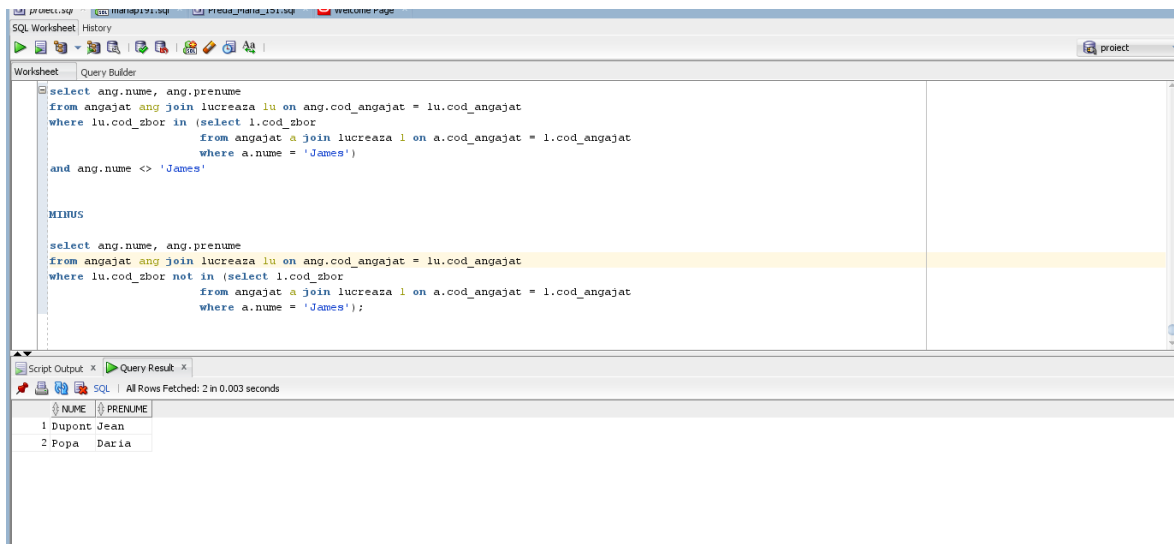 proiect.sql mariap191.sql Preda_Maria_151.sql Welcome Page
SQL Worksheet History
proiect
Worksheet Query Builder
select ang.nume, ang.prenume
from angajat ang join lucreaza lu on ang.cod_angajat = lu.cod_angajat
where lu.cod_zbor in (select l.cod_zbor
from angajat a join lucreaza l on a.cod_angajat = l.cod_angajat
where a.nume = 'James')
and ang.nume <> 'James'
MINUS
select ang.nume, ang.prenume
from angajat ang join lucreaza lu on ang.cod_angajat = lu.cod_angajat
where lu.cod_zbor not in (select l.cod_zbor
from angajat a join lucreaza l on a.cod_angajat = l.cod_angajat
where a.nume = 'James');
Script Output x Query Result x
SQL | All Rows Fetched: 2 in 0.003 seconds
NUME PRENUME
1 Dupont Jean
2 Popa Daria